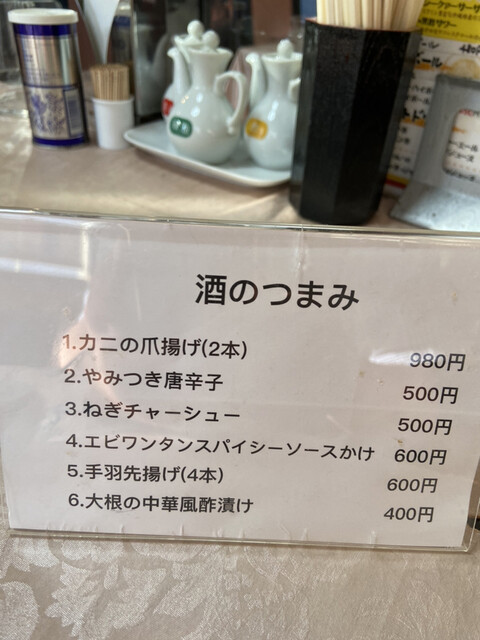 酒のつまみ
1.カニの爪揚げ(2本) 980円
2.やみつき唐辛子 500円
3.ねぎチャーシュー 500円
4.エビワンタンスパイシーソースかけ 600円
5.手羽先揚げ(4本) 600円
6.大根の中華風酢漬け 400円